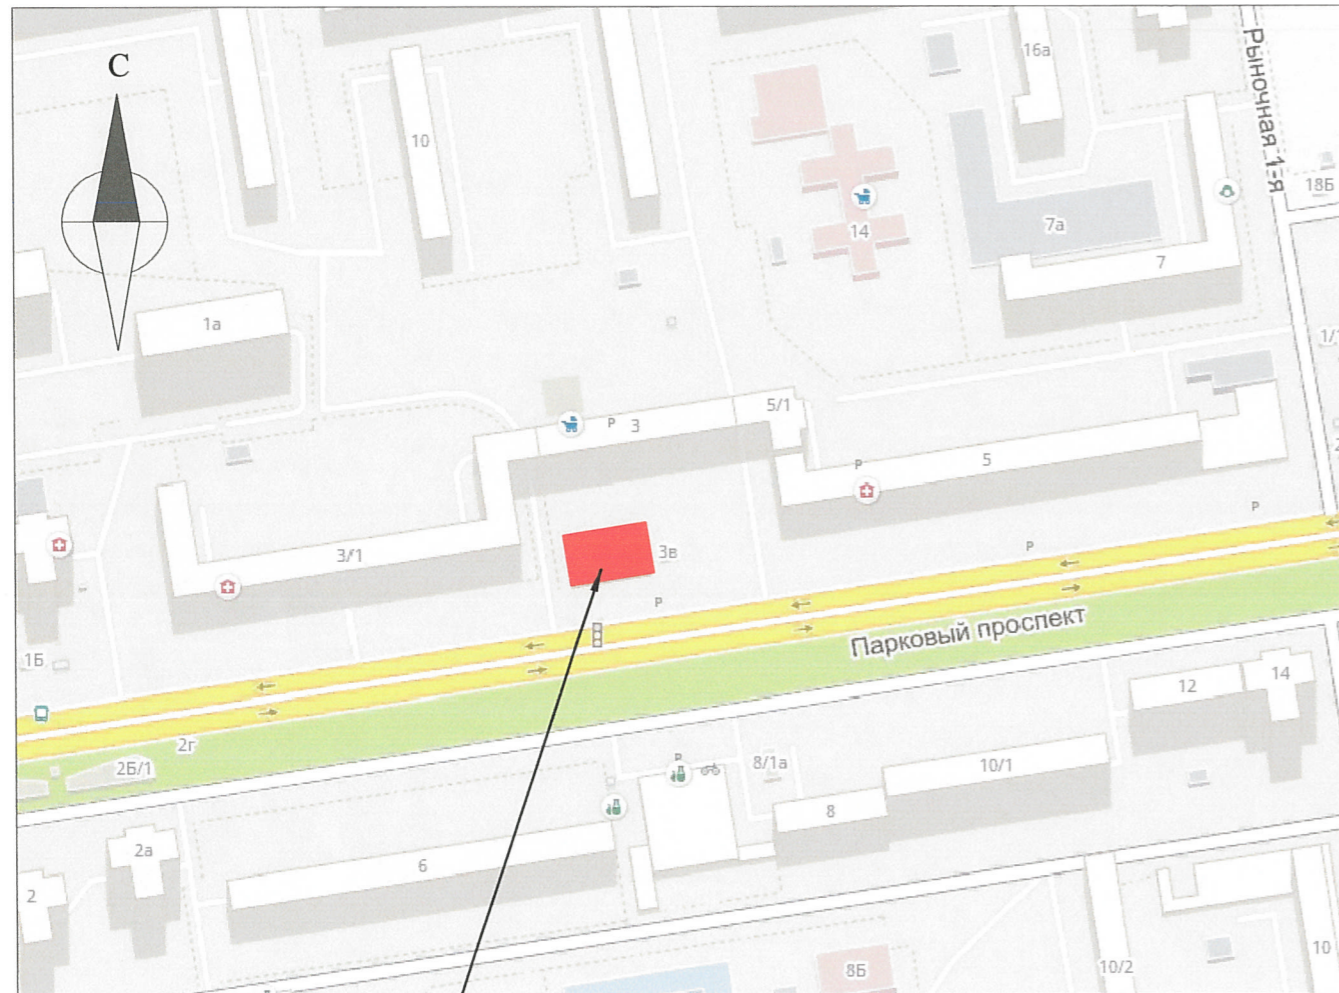 С
16а
Рыночная 1-я
10
18Б
14
7а
7
1а
1/1
5/1
Р
3
Р
5
Р
3/1
3в
Р
Р
Парковый проспект
1Б
12
14
2г
2Б/1
Р
8/1а
10/1
8
2а
6
2
8Б
10/2
10